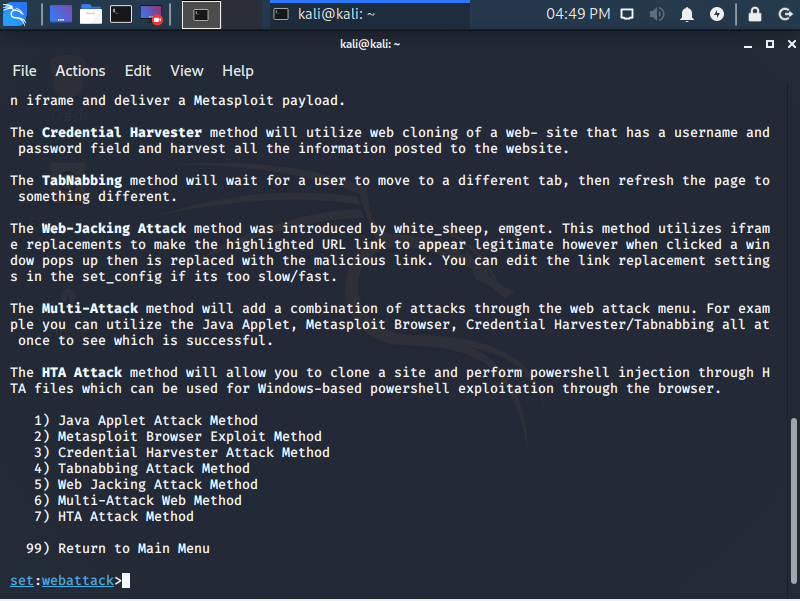 kali@kali: ~
04:49 PM
kali@kali: ~
File Actions Edit View Help
n iframe and deliver a Metasploit payload.
The Credential Harvester method will utilize web cloning of a web- site that has a username and
password field and harvest all the information posted to the website.
The TabNabbing method will wait for a user to move to a different tab, then refresh the page to
something different.
The Web-Jacking Attack method was introduced by white_sheep, emgent. This method utilizes ifram
e replacements to make the highlighted URL link to appear legitimate however when clicked a win
dow pops up then is replaced with the malicious link. You can edit the link replacement setting
s in the set_config if its too slow/fast.
The Multi-Attack method will add a combination of attacks through the web attack menu. For exam
ple you can utilize the Java Applet, Metasploit Browser, Credential Harvester/Tabnabbing all at
once to see which is successful.
The HTA Attack method will allow you to clone a site and perform powershell injection through H
TA files which can be used for Windows-based powershell exploitation through the browser.
1) Java Applet Attack Method
2) Metasploit Browser Exploit Method
3) Credential Harvester Attack Method
4) Tabnabbing Attack Method
5) Web Jacking Attack Method
6) Multi-Attack Web Method
7) HTA Attack Method
99) Return to Main Menu
set:webattack>